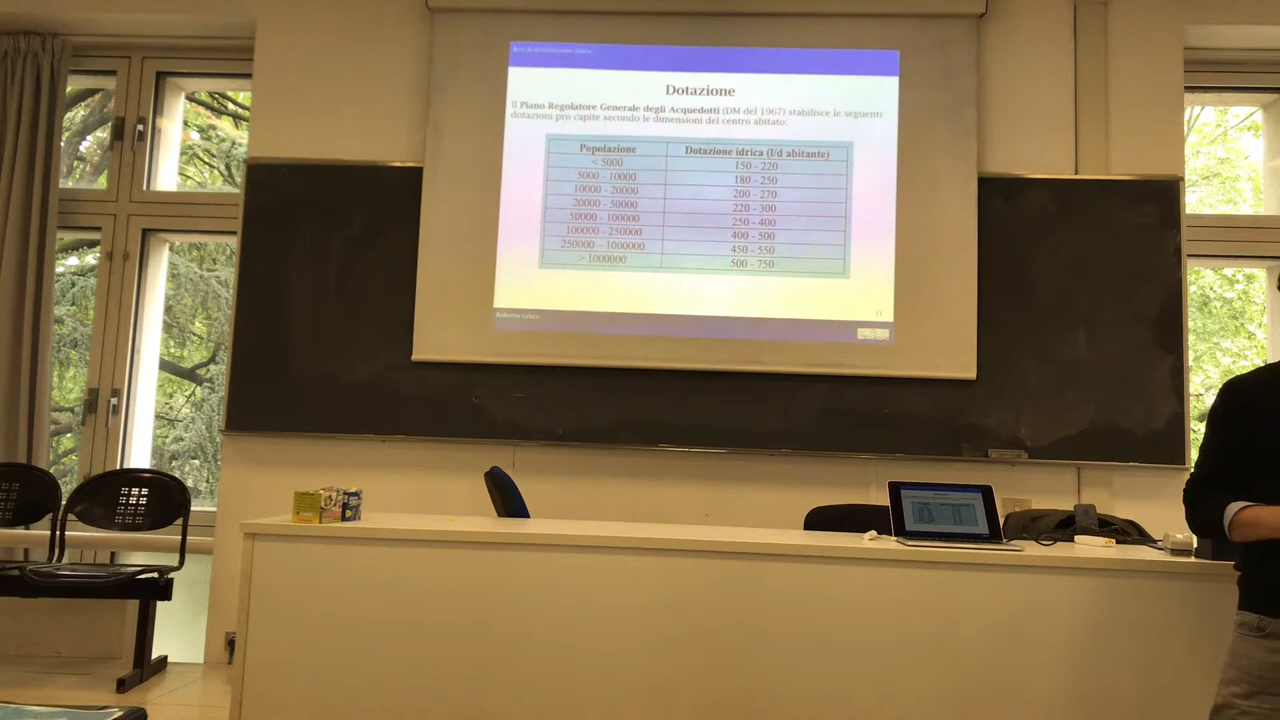 Dotazione
Il Piano Regolatore Generale degli Acquedotti (DM del 1967) stabilisce le seguenti
dotazioni pro capite secondo le dimensioni del centro abitato:
Popolazione Dotazione idrica (l/d abitante)
< 5000 150 - 220
5000 - 10000 180 - 250
10000 - 20000 200 - 270
20000 - 50000 220 - 300
50000 - 100000 250 - 400
100000 - 250000 400 - 500
250000 - 1000000 450 - 550
> 1000000 500 - 750
Roberto Greco